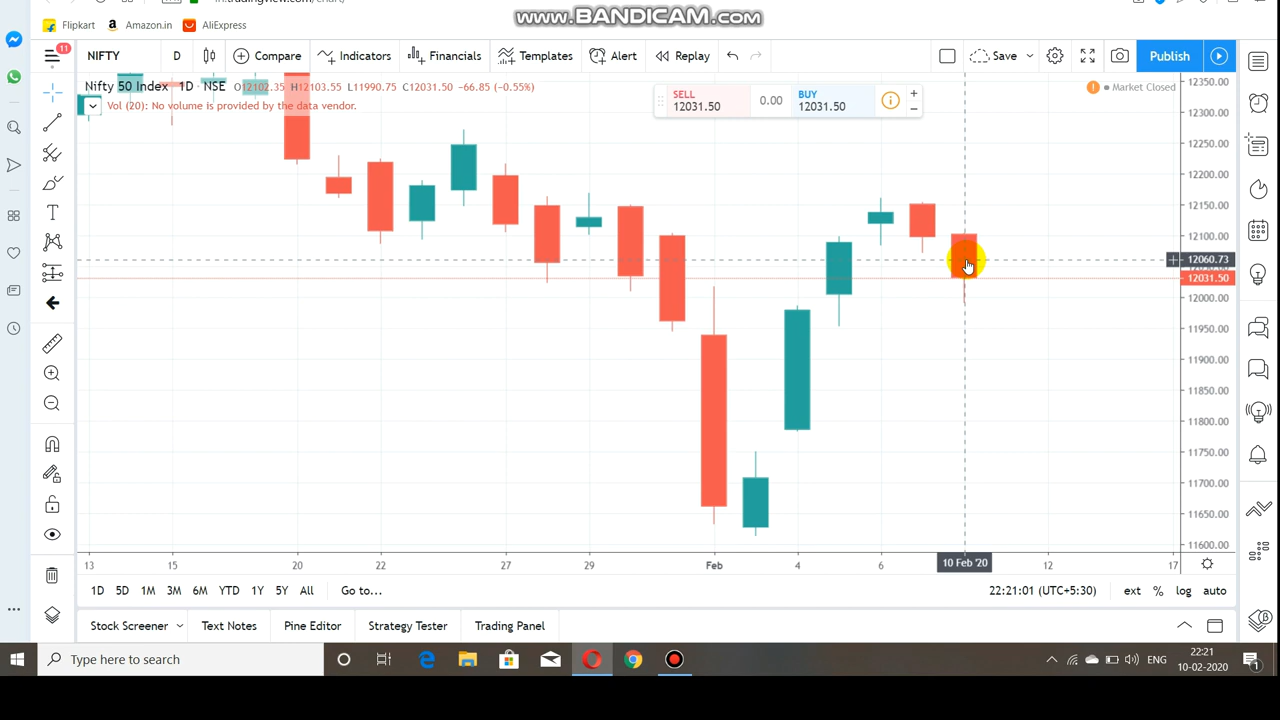 www.BANDICAM.com
Flipkart Amazon.in AliExpress
11
NIFTY D Compare Indicators Financials Templates Alert Replay Save Publish
Nifty 50 Index 1D NSE O12102.35 H12103.55 L11990.75 C12031.50 -66.85 (-0.55%)
Vol (20): No volume is provided by the data vendor.
SELL
12031.50
0.00
BUY
12031.50
Market Closed
12350.00
12300.00
12250.00
12200.00
12150.00
12100.00
12060.73
12031.50
12000.00
11950.00
11900.00
11850.00
11800.00
11750.00
11700.00
11650.00
11600.00
13 15 20 22 27 29 Feb 4 6 10 Feb '20 12 17
1D 5D 1M 3M 6M YTD 1Y 5Y All Go to... 22:21:01 (UTC+5:30) ext % log auto
Stock Screener Text Notes Pine Editor Strategy Tester Trading Panel
Type here to search
ENG
22:21
10-02-2020
1